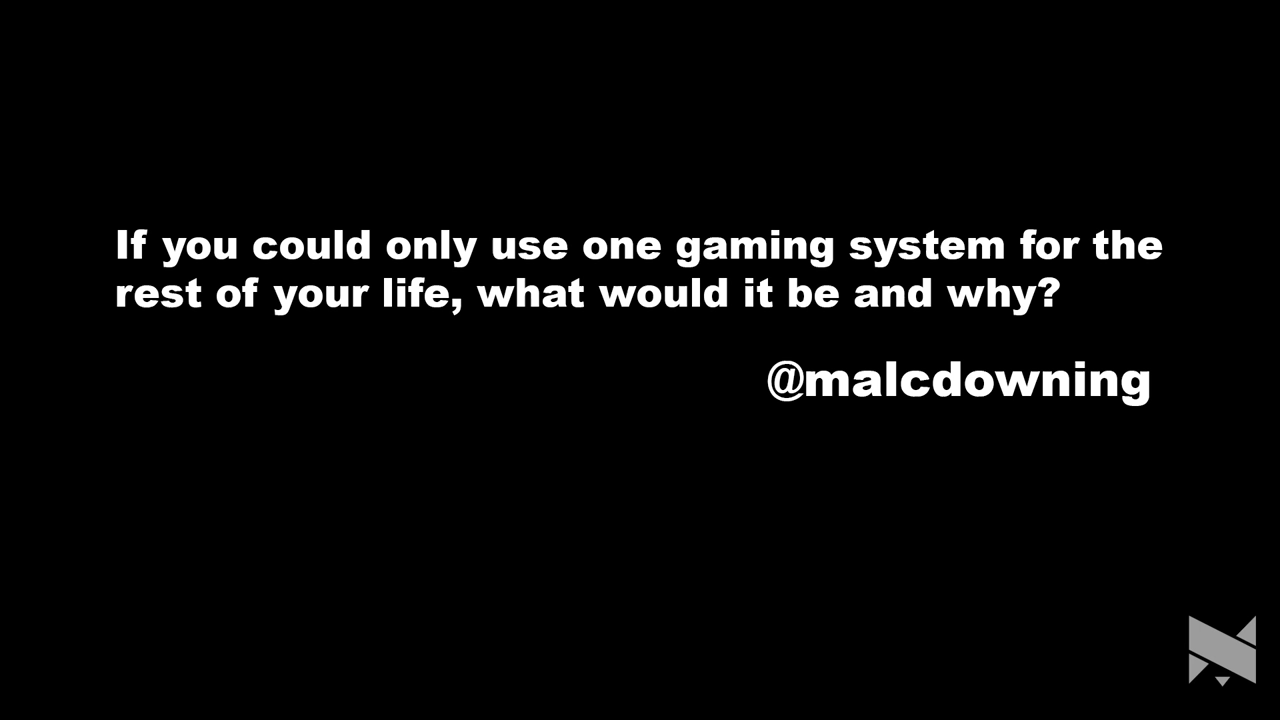 If you could only use one gaming system for the
rest of your life, what would it be and why?
@malcdowning